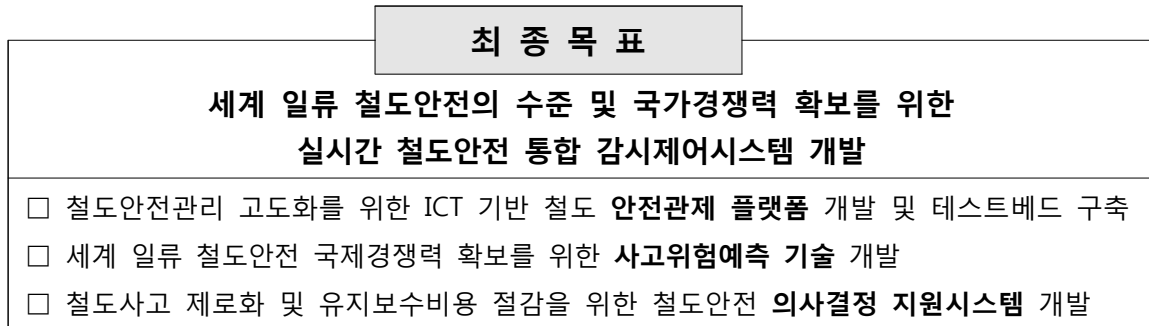 최 종 목 표
세계 일류 철도안전의 수준 및 국가경쟁력 확보를 위한
실시간 철도안전 통합 감시제어시스템 개발
□ 철도안전관리 고도화를 위한 ICT 기반 철도 안전관제 플랫폼 개발 및 테스트베드 구축
□ 세계 일류 철도안전 국제경쟁력 확보를 위한 사고위험예측 기술 개발
□ 철도사고 제로화 및 유지보수비용 절감을 위한 철도안전 의사결정 지원시스템 개발